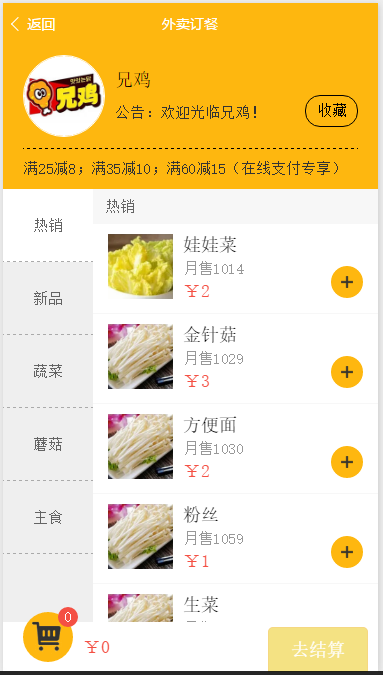 返回
外卖订餐
兄鸡
兄鸡
公告：欢迎光临兄鸡！
收藏
满25减8；满35减10；满60减15（在线支付专享）
热销
新品
蔬菜
蘑菇
主食
热销
娃娃菜
月售1014
￥2
金针菇
月售1029
￥3
方便面
月售1030
￥2
粉丝
月售1059
￥1
生菜
0
￥0
去结算